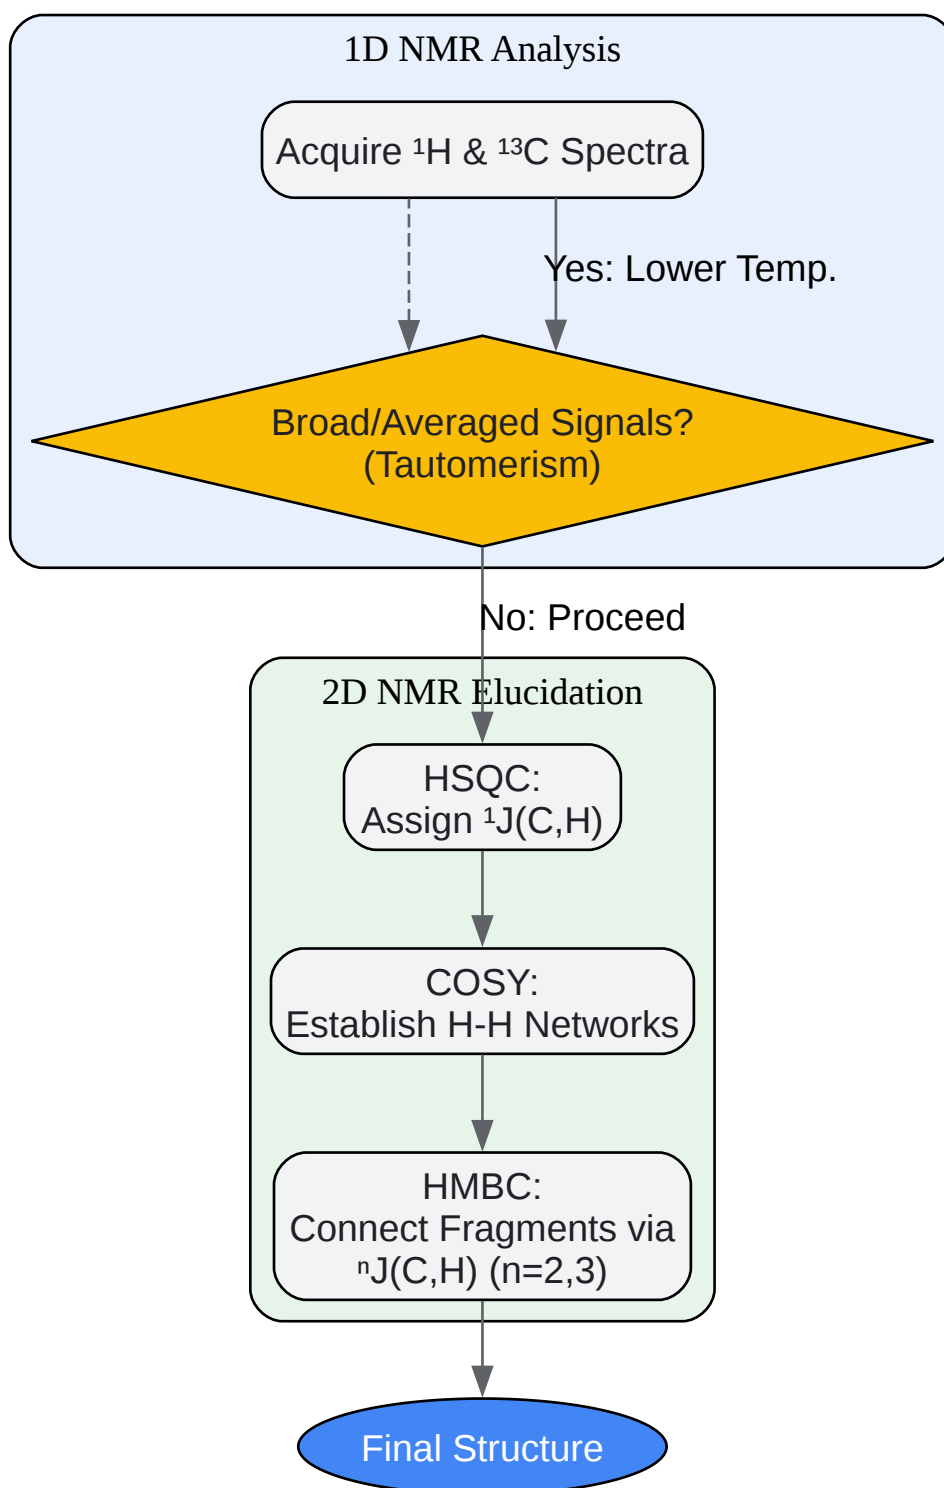 1D NMR Analysis
Acquire ¹H & ¹³C Spectra
Yes: Lower Temp.
Broad/Averaged Signals?
(Tautomerism)
No: Proceed
2D NMR Elucidation
HSQC:
Assign ¹J(C,H)
COSY:
Establish H-H Networks
HMBC:
Connect Fragments via
ⁿJ(C,H) (n=2,3)
Final Structure